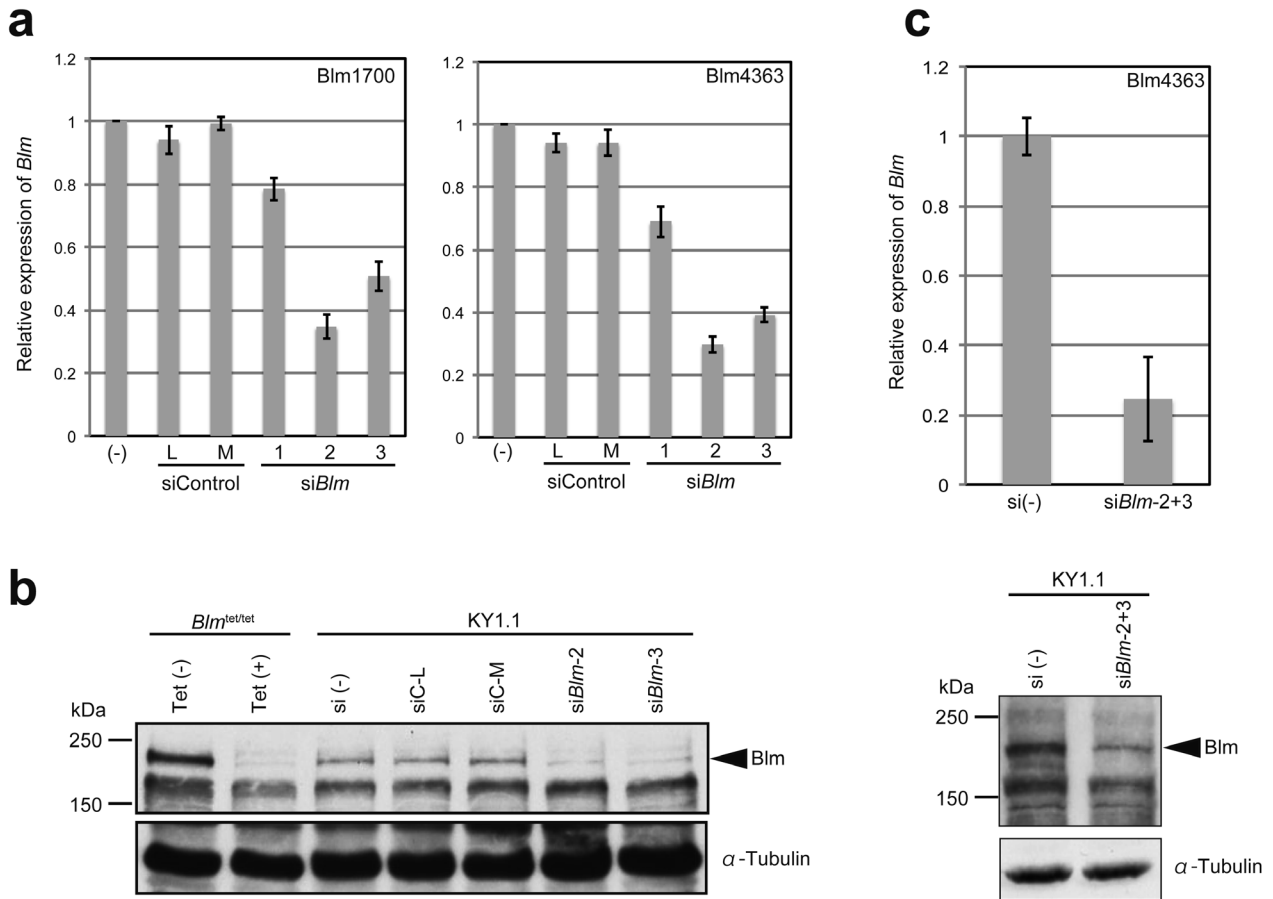 a
Blm1700
Relative expression of Blm
1.2
1
0.8
0.6
0.4
0.2
0
(-)
L
M
1
2
3
siControl
siBlm
Blm4363
1.2
1
0.8
0.6
0.4
0.2
0
(-)
L
M
1
2
3
siControl
siBlm
c
Blm4363
Relative expression of Blm
1.2
1
0.8
0.6
0.4
0.2
0
si(-)
siBlm-2+3
b
Blm^tet/tet
KY1.1
Tet (-)
Tet (+)
si (-)
siC-L
siC-M
siBlm-2
siBlm-3
kDa
250
150
Blm
α-Tubulin
KY1.1
si (-)
siBlm-2+3
kDa
250
150
Blm
α-Tubulin